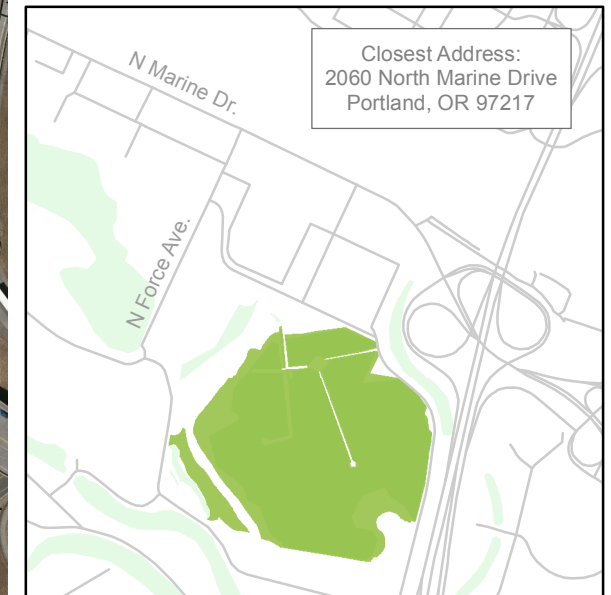 Closest Address:
2060 North Marine Drive
Portland, OR 97217
N Marine Dr.
N Force Ave.